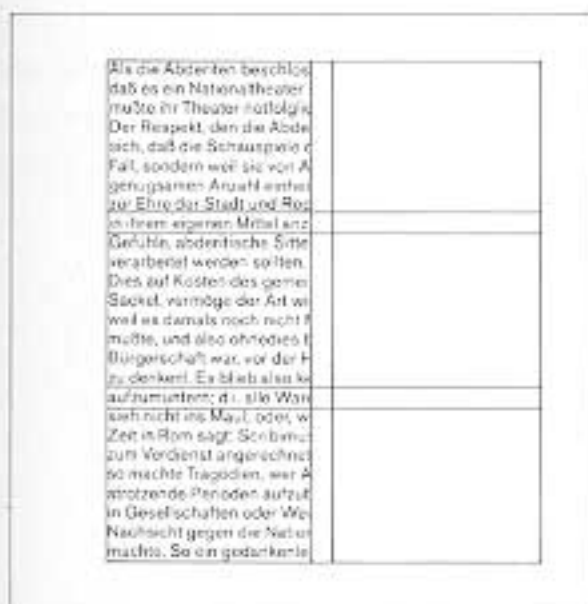 Als die Abderiten beschlos
daß es ein Nationaltheater
mußte ihr Theater notfolglic
Der Respekt, den die Abde
sich, daß die Schauspiele d
Fall, sondern weil sie von A
genugsamen Anzahl einhei
zur Ehre der Stadt und Rep
in ihrem eigenen Mittel anz
Gefühle, abderitische Sitte
verarbeitet werden sollten.
Dies auf Kosten des gemei
Säckel, vermöge der Art wi
weil es damals noch nicht M
mußte, und also ohnedies b
Bürgerschaft war, vor der H
zu denken). Es blieb also ke
aufzumuntern; d.i. alle War
sieh nicht ins Maul, oder, w
Zeit in Rom sagt: Scribimus
zum Verdienst angerechnet
so machte Tragödien, wer A
strotzende Perioden aufzut
in Gesellschaften oder Wei
Nachsicht gegen die Nation
machte. So ein gedankenle